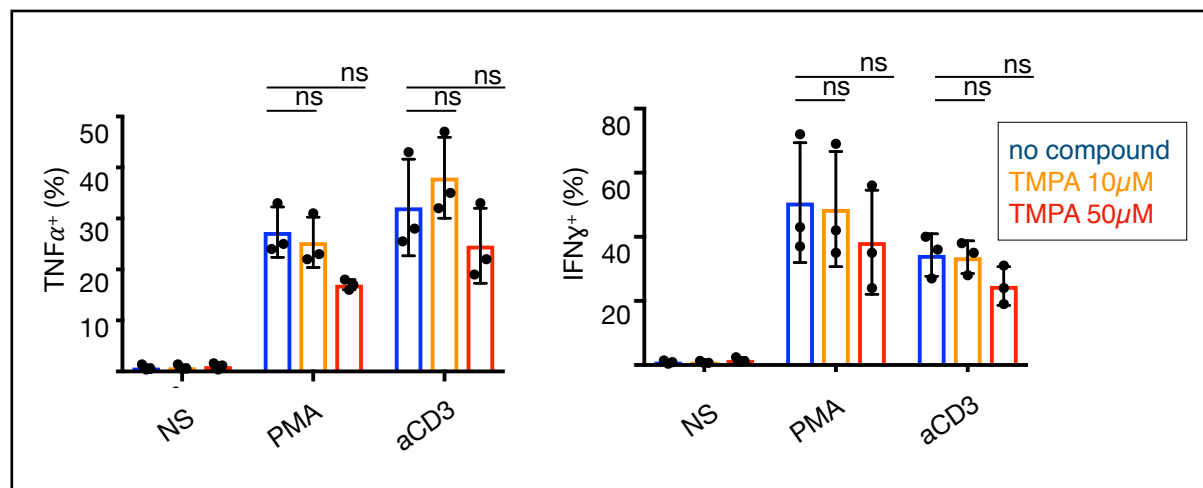 ns
ns
ns
ns
50
40
30
20
10
TNFα⁺ (%)
NS
PMA
aCD3
ns
ns
ns
ns
80
60
40
20
IFNɣ⁺ (%)
NS
PMA
aCD3
no compound
TMPA 10µM
TMPA 50µM